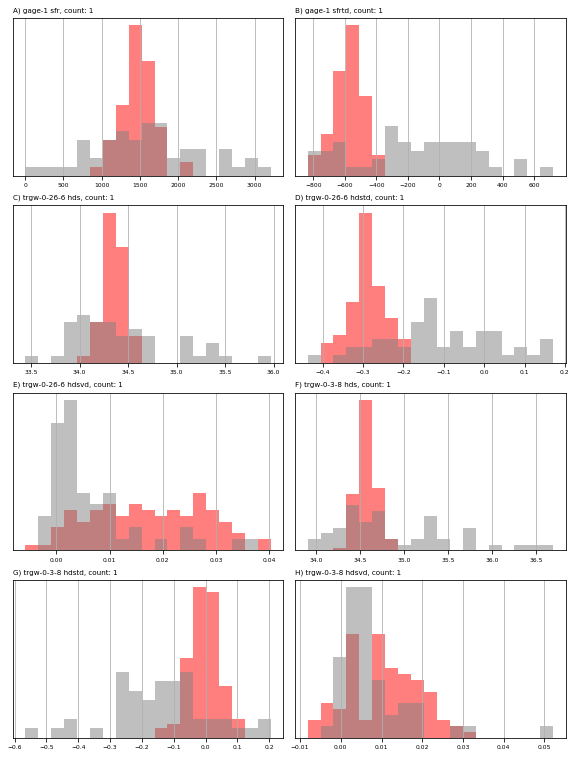 A) gage-1 sfr, count: 1
B) gage-1 sfrtd, count: 1
0 500 1000 1500 2000 2500 3000
−800 −600 −400 −200 0 200 400 600
C) trgw-0-26-6 hds, count: 1
D) trgw-0-26-6 hdstd, count: 1
33.5 34.0 34.5 35.0 35.5 36.0
−0.4 −0.3 −0.2 −0.1 0.0 0.1 0.2
E) trgw-0-26-6 hdsvd, count: 1
F) trgw-0-3-8 hds, count: 1
0.00 0.01 0.02 0.03 0.04
34.0 34.5 35.0 35.5 36.0 36.5
G) trgw-0-3-8 hdstd, count: 1
H) trgw-0-3-8 hdsvd, count: 1
−0.6 −0.5 −0.4 −0.3 −0.2 −0.1 0.0 0.1 0.2
−0.01 0.00 0.01 0.02 0.03 0.04 0.05